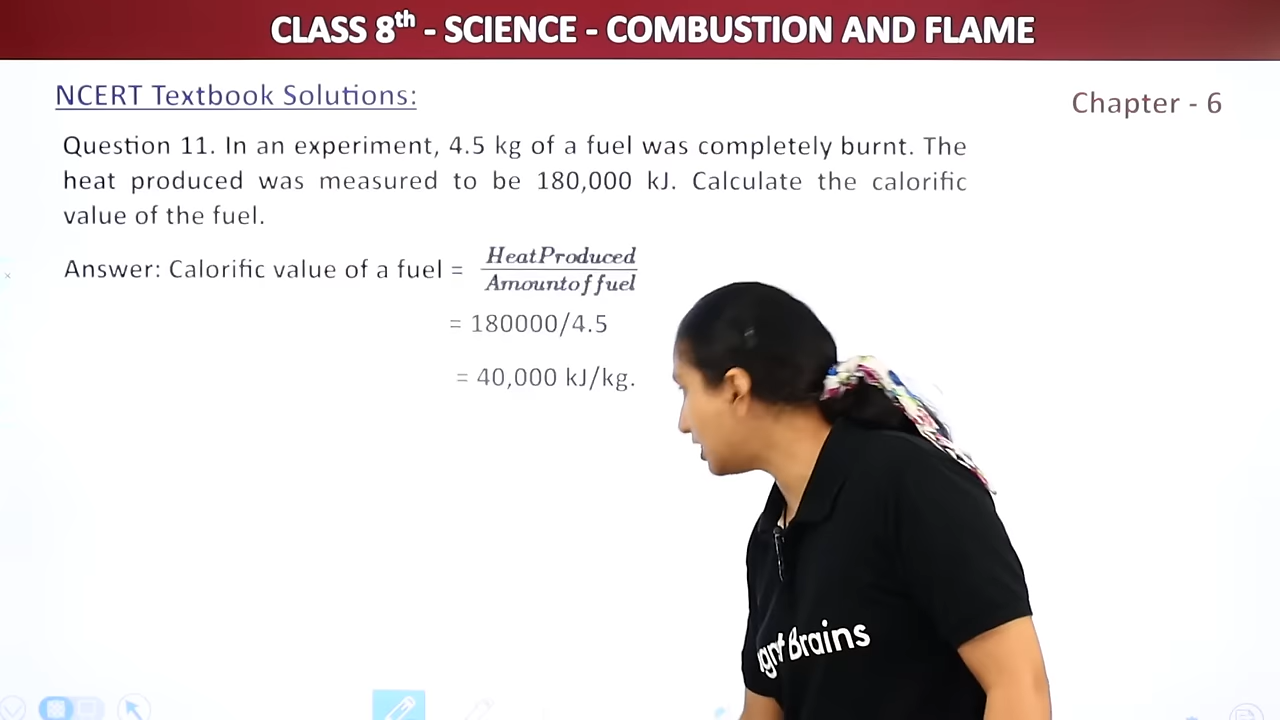 CLASS 8th - SCIENCE - COMBUSTION AND FLAME
NCERT Textbook Solutions:
Chapter - 6
Question 11. In an experiment, 4.5 kg of a fuel was completely burnt. The
heat produced was measured to be 180,000 kJ. Calculate the calorific
value of the fuel.
Answer: Calorific value of a fuel = HeatProduced
Amountoffuel
= 180000/4.5
= 40,000 kJ/kg.
Brains